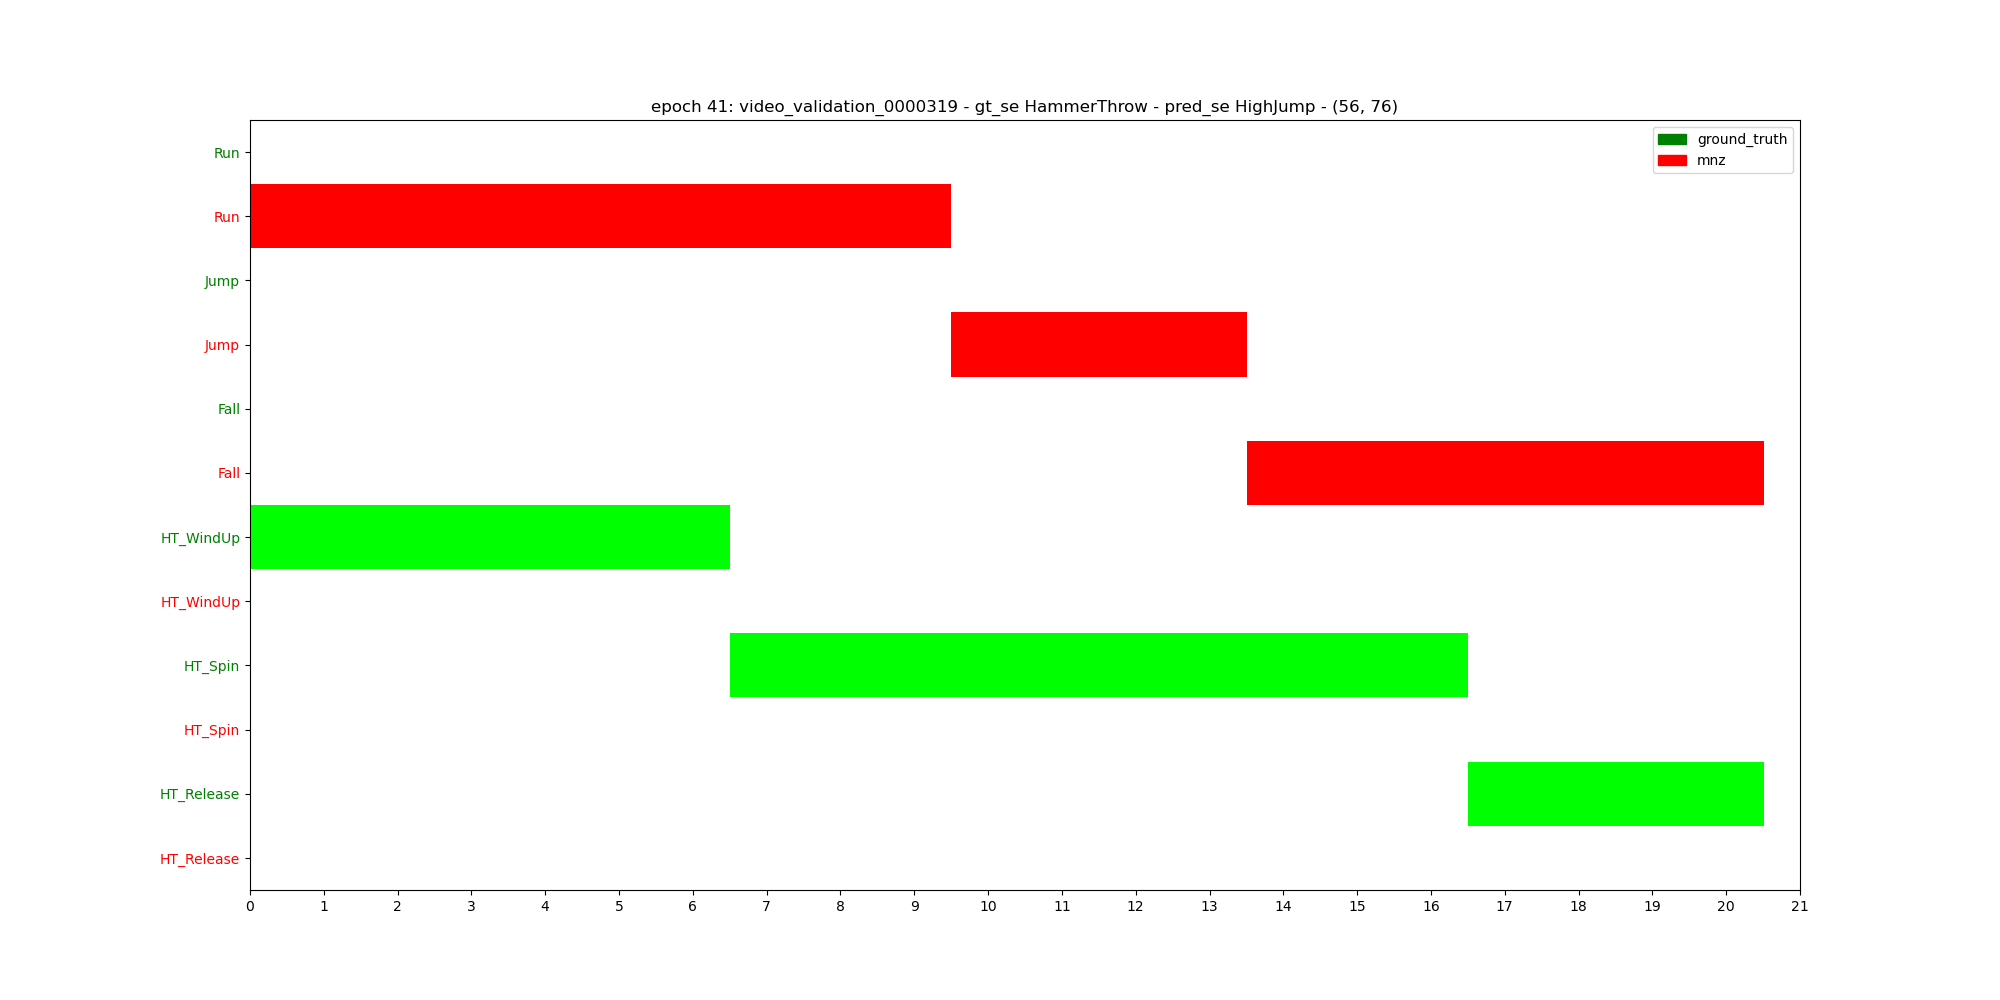 epoch 41: video_validation_0000319 - gt_se HammerThrow - pred_se HighJump - (56, 76)
ground_truth
mnz
Run
Run
Jump
Jump
Fall
Fall
HT_WindUp
HT_WindUp
HT_Spin
HT_Spin
HT_Release
HT_Release
0 1 2 3 4 5 6 7 8 9 10 11 12 13 14 15 16 17 18 19 20 21